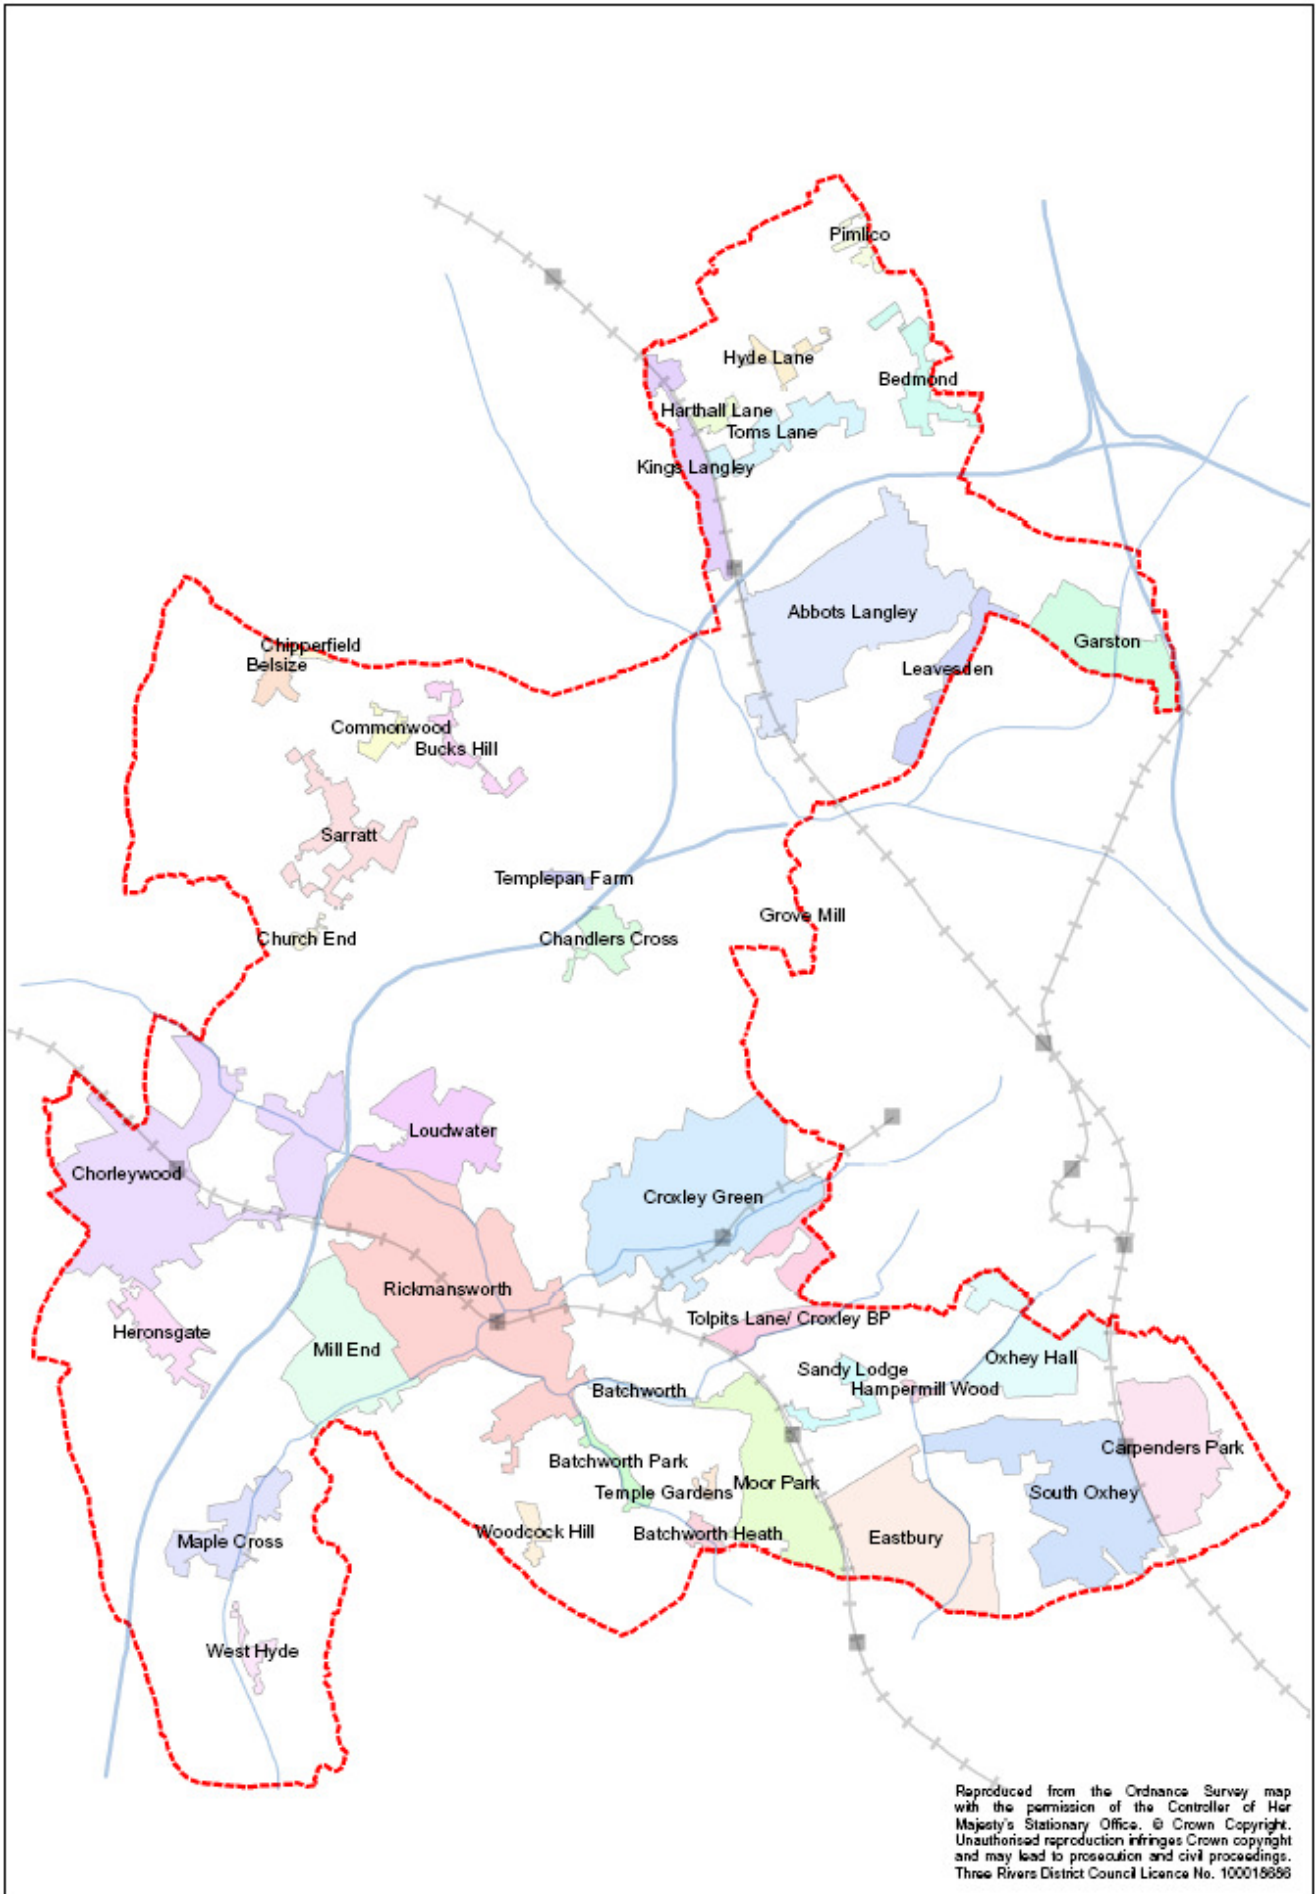 Pimlico
Hyde Lane
Bedmond
Harthall Lane
Toms Lane
Kings Langley
Abbots Langley
Garston
Leavesden
Chipperfield
Belsize
Commonwood
Bucks Hill
Sarratt
Templepan Farm
Grove Mill
Church End
Chandlers Cross
Loudwater
Chorleywood
Croxley Green
Rickmansworth
Tolpits Lane/ Croxley BP
Heronsgate
Mill End
Oxhey Hall
Sandy Lodge
Hampermill Wood
Batchworth
Carpenders Park
Batchworth Park
Moor Park
Temple Gardens
South Oxhey
Woodcock Hill
Batchworth Heath
Eastbury
Maple Cross
West Hyde
Reproduced from the Ordnance Survey map
with the permission of the Controller of Her
Majesty's Stationary Office. © Crown Copyright.
Unauthorised reproduction infringes Crown copyright
and may lead to prosecution and civil proceedings.
Three Rivers District Council Licence No. 100018686